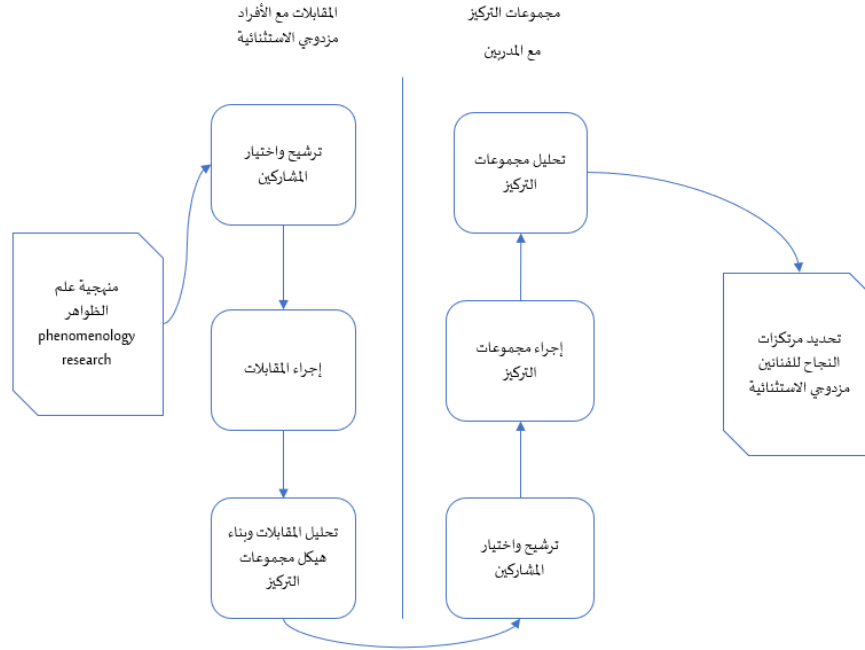 المقابلات مع الأفراد
مزدوجي الاستثنائية
مجموعات التركيز
مع المدربين
منهجية علم
الظواهر
phenomenology
research
ترشيح واختيار
المشاركين
إجراء المقابلات
تحليل المقابلات وبناء
هيكل مجموعات
التركيز
ترشيح واختيار
المشاركين
إجراء مجموعات
التركيز
تحليل مجموعات
التركيز
تحديد مرتكزات
النجاح للفنانين
مزدوجي الاستثنائية